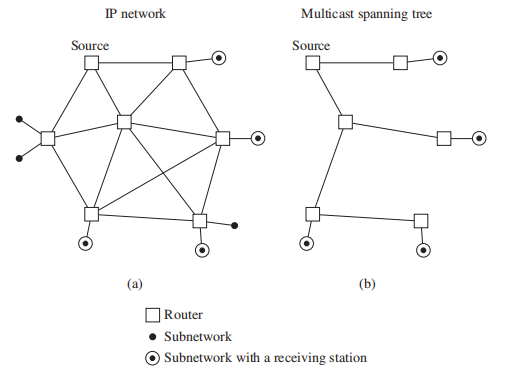 IP network
Multicast spanning tree
Source
Source
(a)
(b)
Router
Subnetwork
Subnetwork with a receiving station